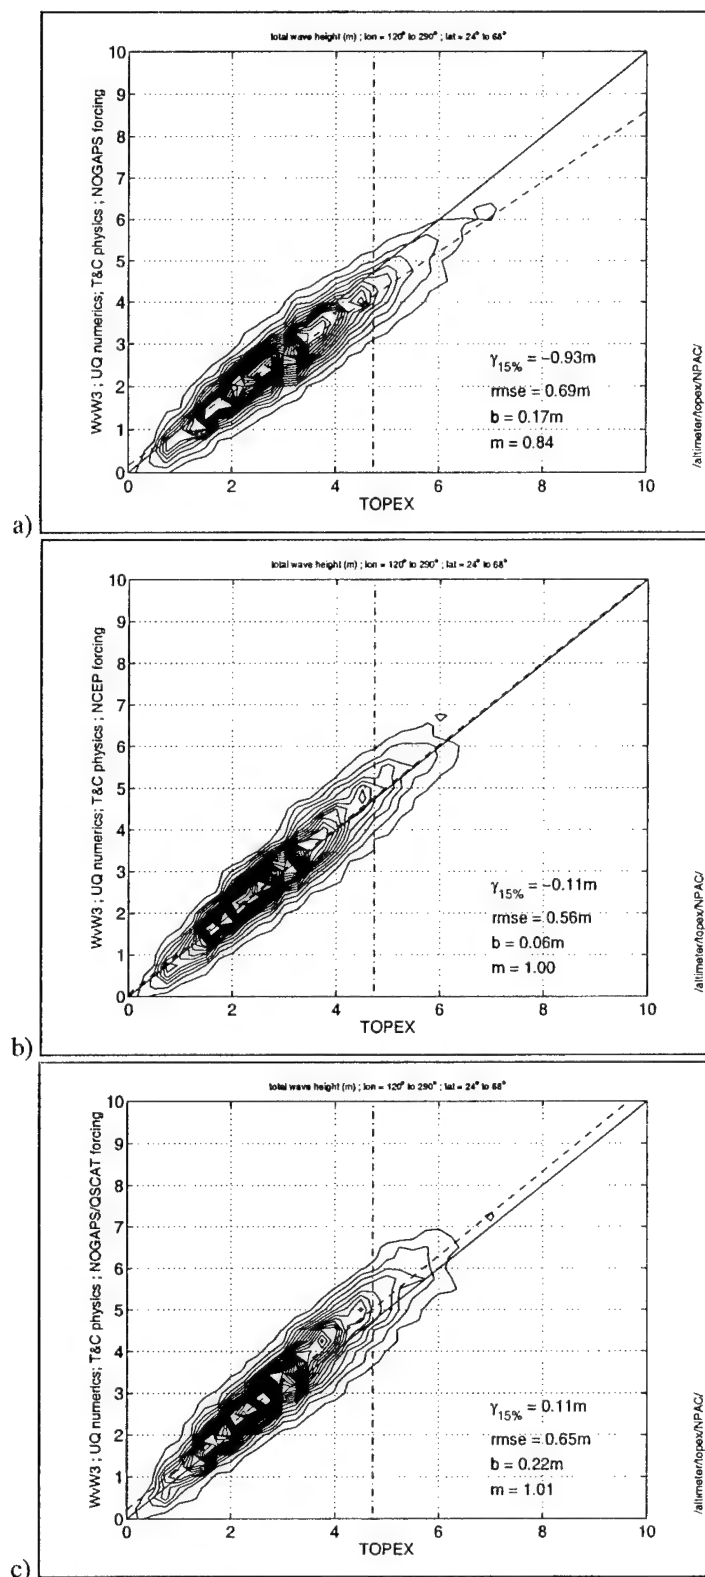 total wave height (m) ; lon = 120° to 290° ; lat = 24° to 68°
WvW3 ; UQ numerics; T&C physics ; NOGAPS forcing
10
9
8
7
6
5
4
3
2
1
0
γ15% = −0.93m
rmse = 0.69m
b = 0.17m
m = 0.84
0 2 4 6 8 10
TOPEX
/altimeter/topex/NPAC/
a)
total wave height (m) ; lon = 120° to 290° ; lat = 24° to 68°
WvW3 ; UQ numerics; T&C physics ; NCEP forcing
10
9
8
7
6
5
4
3
2
1
0
γ15% = −0.11m
rmse = 0.56m
b = 0.06m
m = 1.00
0 2 4 6 8 10
TOPEX
/altimeter/topex/NPAC/
b)
total wave height (m) ; lon = 120° to 290° ; lat = 24° to 68°
WvW3 ; UQ numerics; T&C physics ; NOGAPS/QSCAT forcing
10
9
8
7
6
5
4
3
2
1
0
γ15% = 0.11m
rmse = 0.65m
b = 0.22m
m = 1.01
0 2 4 6 8 10
TOPEX
/altimeter/topex/NPAC/
c)